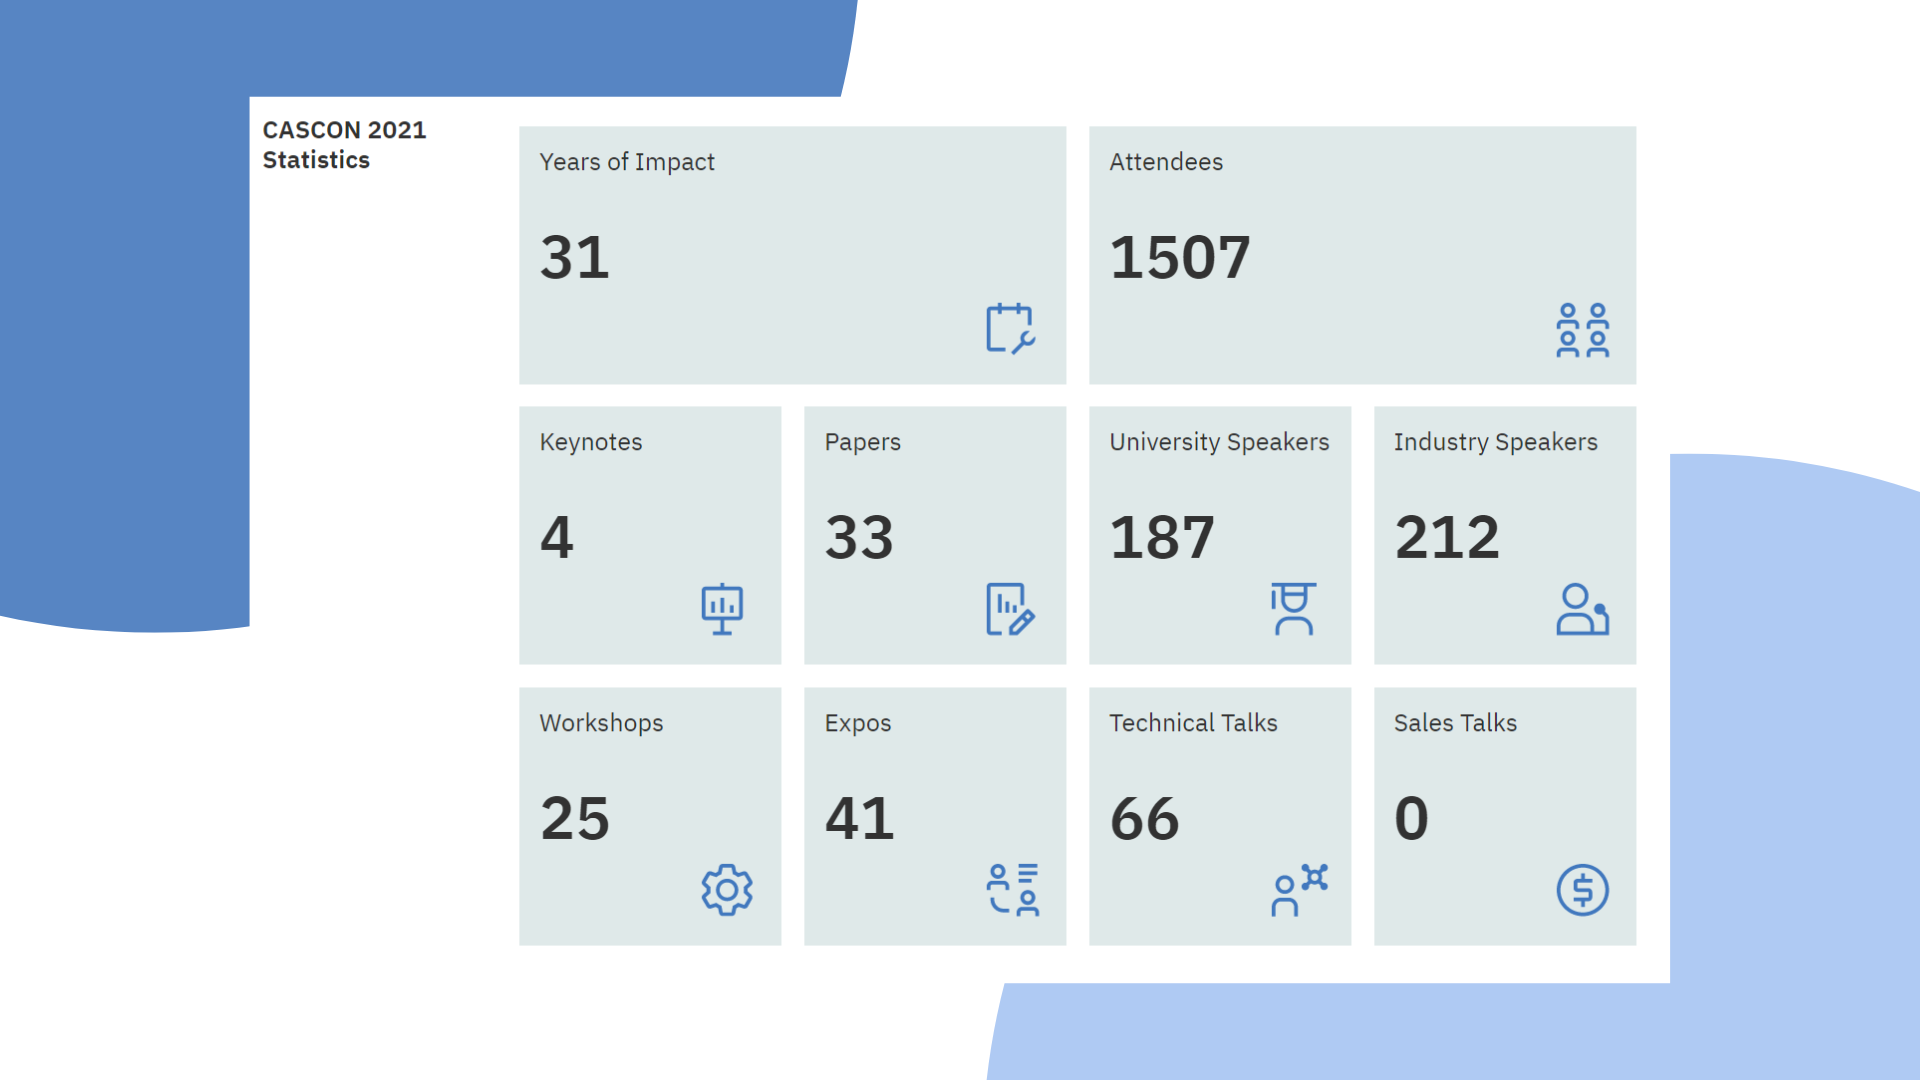 CASCON 2021
Statistics
Years of Impact
31
Attendees
1507
Keynotes
4
Papers
33
University Speakers
187
Industry Speakers
212
Workshops
25
Expos
41
Technical Talks
66
Sales Talks
0